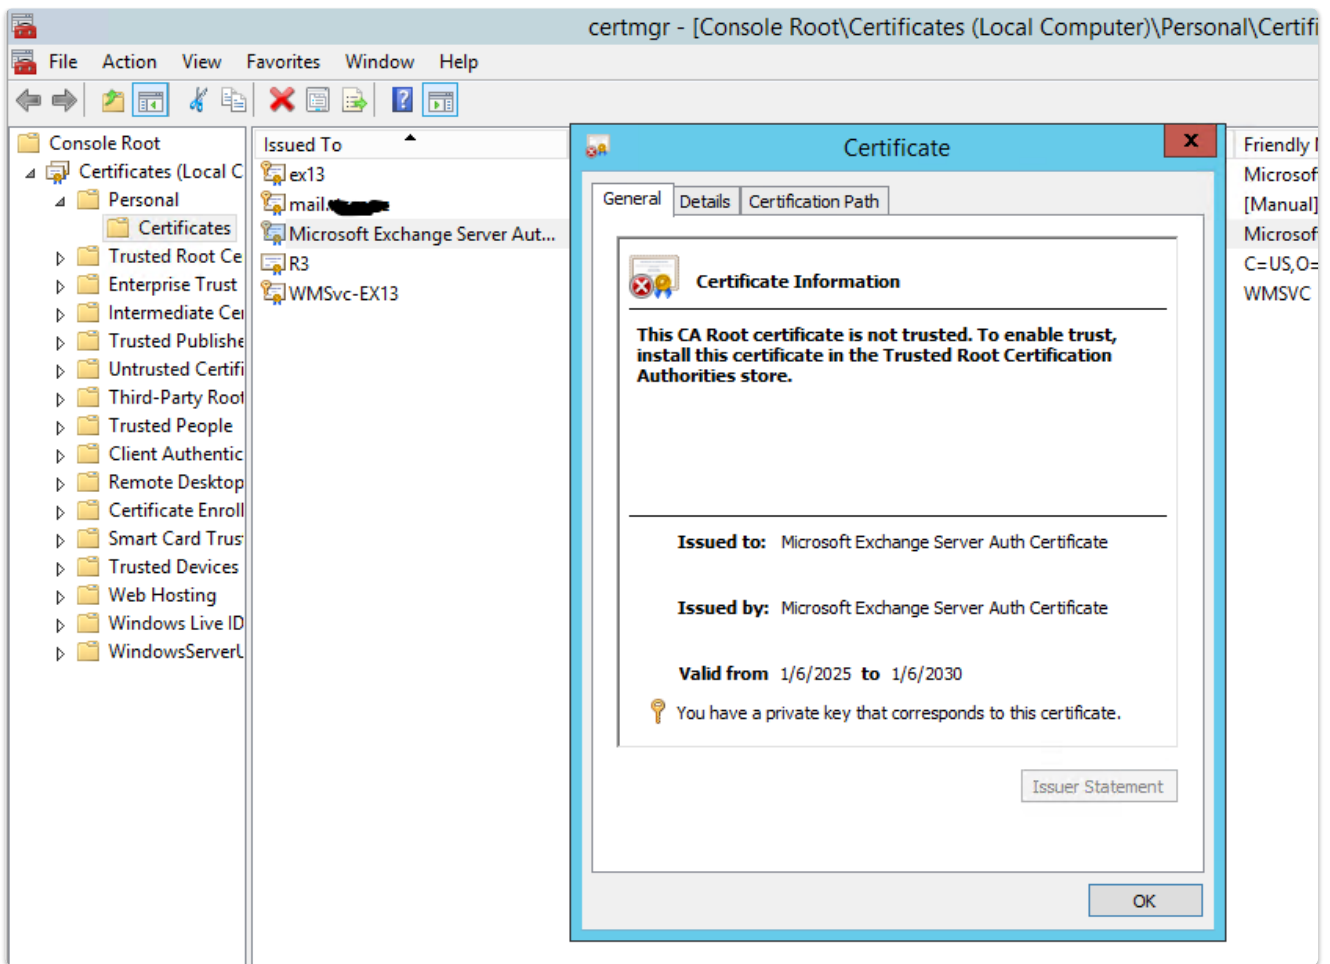 certmgr - [Console Root\Certificates (Local Computer)\Personal\Certifi
File Action View Favorites Window Help
Console Root
Certificates (Local C
Personal
Certificates
Trusted Root Ce
Enterprise Trust
Intermediate Cer
Trusted Publishe
Untrusted Certifi
Third-Party Root
Trusted People
Client Authentic
Remote Desktop
Certificate Enroll
Smart Card Trus
Trusted Devices
Web Hosting
Windows Live ID
WindowsServerU
Issued To
ex13
mail.
Microsoft Exchange Server Aut...
R3
WMSvc-EX13
Certificate
General Details Certification Path
Certificate Information
This CA Root certificate is not trusted. To enable trust,
install this certificate in the Trusted Root Certification
Authorities store.
Issued to: Microsoft Exchange Server Auth Certificate
Issued by: Microsoft Exchange Server Auth Certificate
Valid from 1/6/2025 to 1/6/2030
You have a private key that corresponds to this certificate.
Issuer Statement
OK
Friendly
Microsof
[Manual]
Microsof
C=US,O=
WMSVC